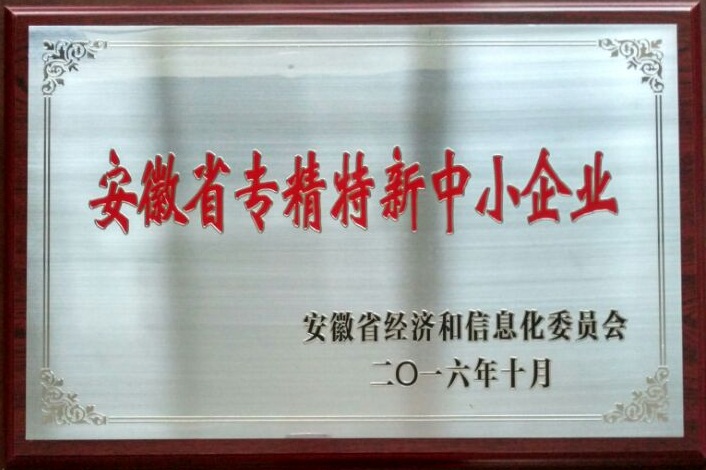 安徽省专精特新中小企业
安徽省经济和信息化委员会
二〇一六年十月